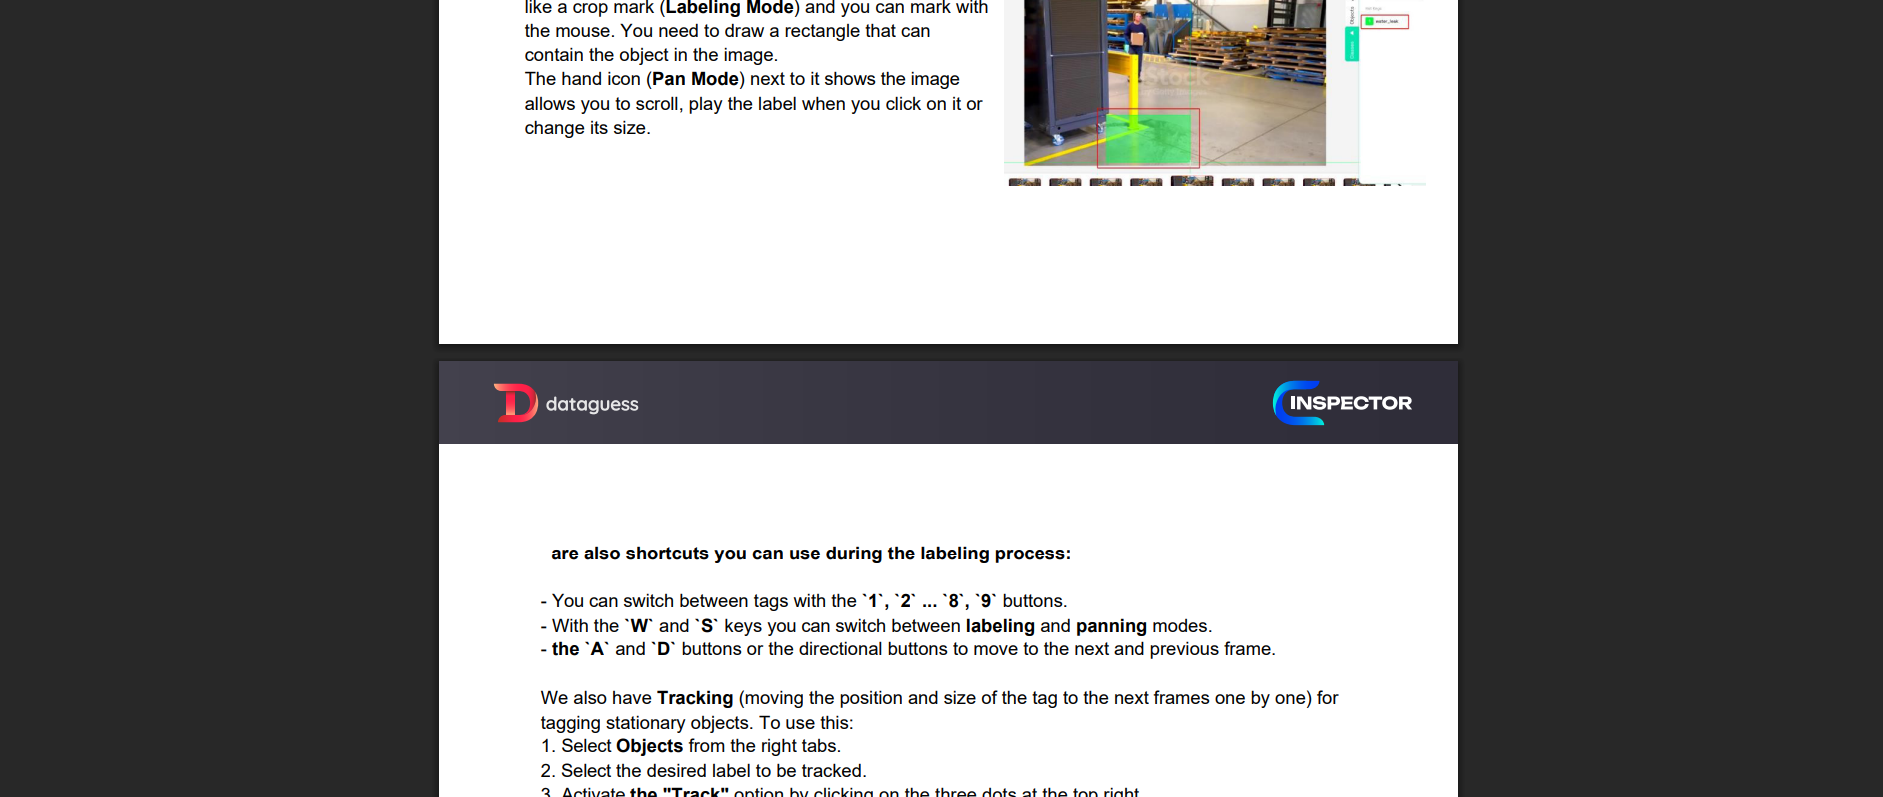 like a crop mark (Labeling Mode) and you can mark with
the mouse. You need to draw a rectangle that can
contain the object in the image.
The hand icon (Pan Mode) next to it shows the image
allows you to scroll, play the label when you click on it or
change its size.
Objects
water_leak
iStock
dataguess
INSPECTOR
are also shortcuts you can use during the labeling process:
- You can switch between tags with the `1`, `2` ... `8`, `9` buttons.
- With the `W` and `S` keys you can switch between labeling and panning modes.
- the `A` and `D` buttons or the directional buttons to move to the next and previous frame.
We also have Tracking (moving the position and size of the tag to the next frames one by one) for
tagging stationary objects. To use this:
1. Select Objects from the right tabs.
2. Select the desired label to be tracked.
3. Activate the "Track" option by clicking on the three dots at the top right